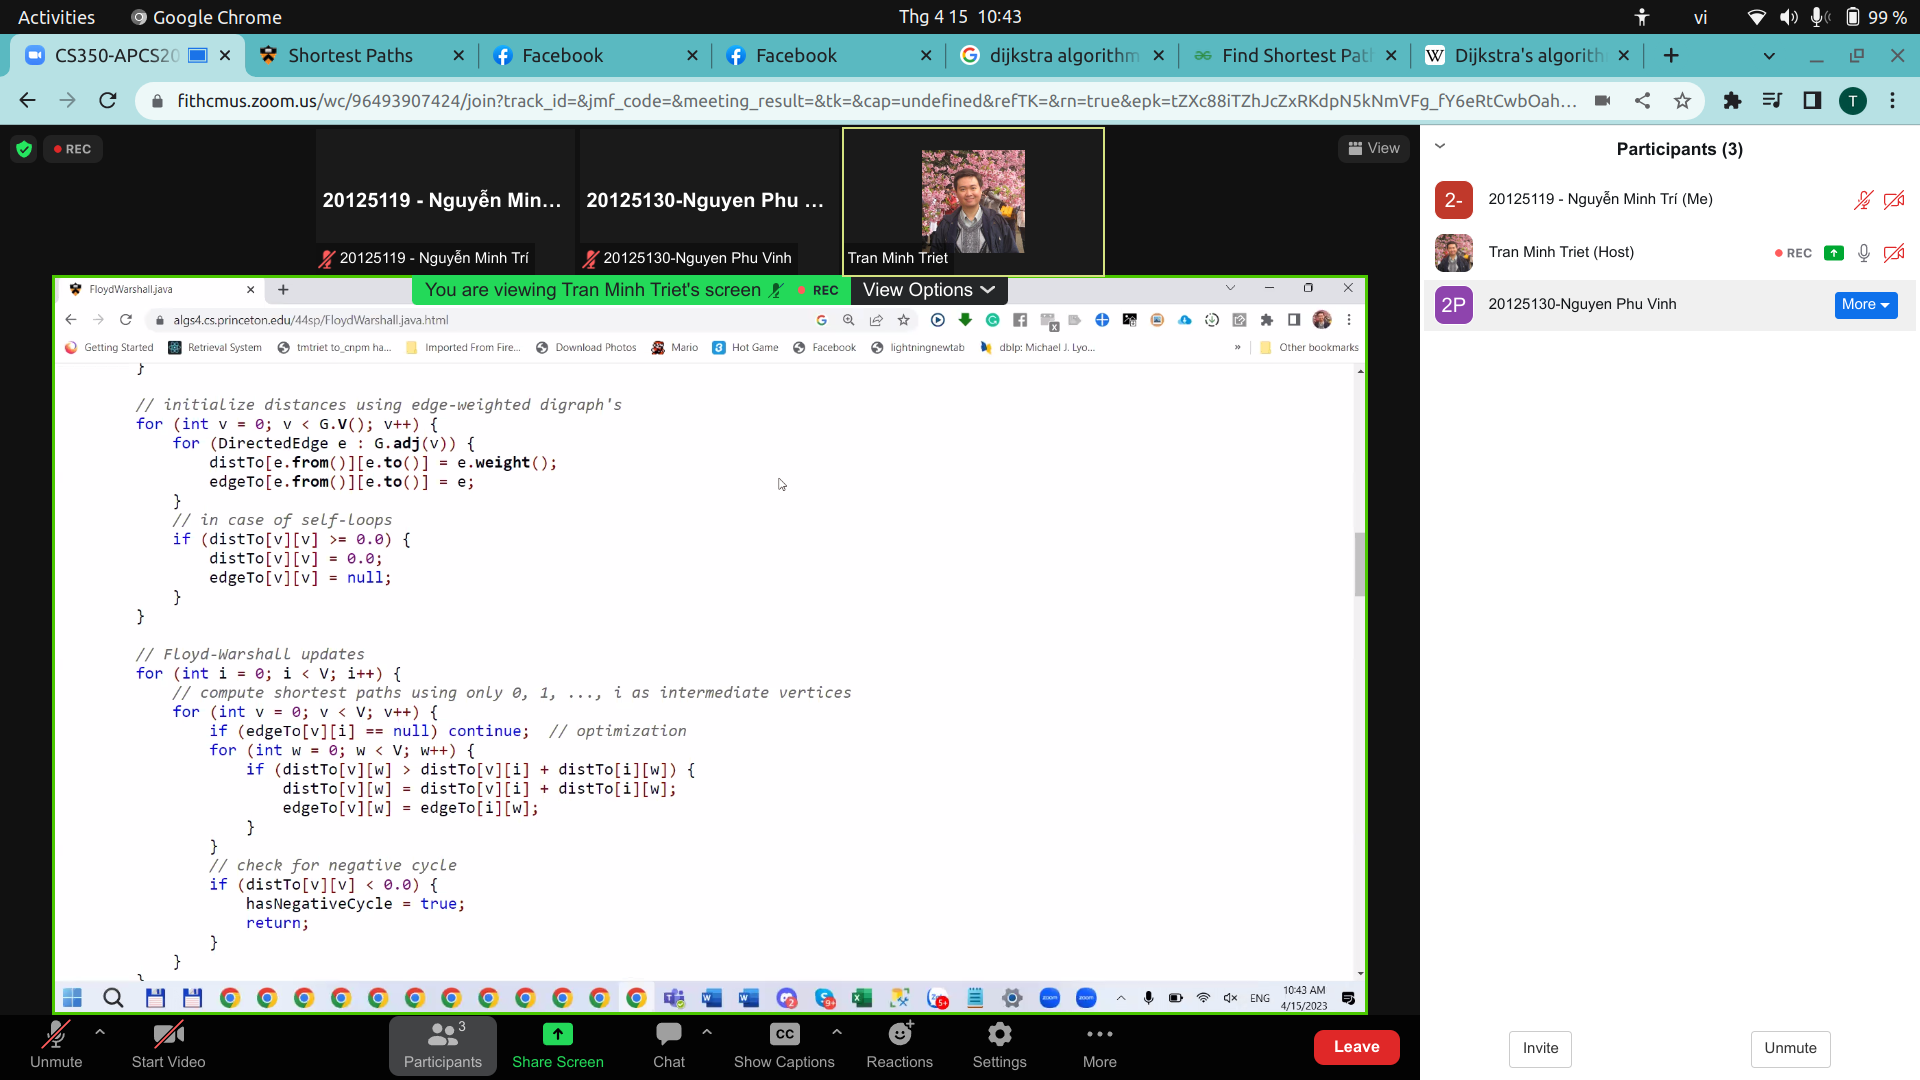 Activities
Google Chrome
Thg 4 15 10:43
vi
99 %
CS350-APCS20
Shortest Paths
Facebook
Facebook
dijkstra algorithm
Find Shortest Pat
Dijkstra's algorith
fithcmus.zoom.us/wc/96493907424/join?track_id=&jmf_code=&meeting_result=&tk=&cap=undefined&refTK=&rn=true&epk=tZXc88iTZhJcZxRKdpN5kNmVFg_fY6eRtCwbOah...
T
REC
20125119 - Nguyễn Min...
20125130-Nguyen Phu ...
20125119 - Nguyễn Minh Trí
20125130-Nguyen Phu Vinh
Tran Minh Triet
View
FloydWarshall.java
You are viewing Tran Minh Triet's screen
REC
View Options
algs4.cs.princeton.edu/44sp/FloydWarshall.java.html
Getting Started
Retrieval System
tmtriet to_cnpm ha...
Imported From Fire...
Download Photos
Mario
Hot Game
Facebook
lightningnewtab
dblp: Michael J. Lyo...
»
Other bookmarks
}
// initialize distances using edge-weighted digraph's
for (int v = 0; v < G.V(); v++) {
for (DirectedEdge e : G.adj(v)) {
distTo[e.from()][e.to()] = e.weight();
edgeTo[e.from()][e.to()] = e;
}
// in case of self-loops
if (distTo[v][v] >= 0.0) {
distTo[v][v] = 0.0;
edgeTo[v][v] = null;
}
}
// Floyd-Warshall updates
for (int i = 0; i < V; i++) {
// compute shortest paths using only 0, 1, ..., i as intermediate vertices
for (int v = 0; v < V; v++) {
if (edgeTo[v][i] == null) continue;  // optimization
for (int w = 0; w < V; w++) {
if (distTo[v][w] > distTo[v][i] + distTo[i][w]) {
distTo[v][w] = distTo[v][i] + distTo[i][w];
edgeTo[v][w] = edgeTo[i][w];
}
}
// check for negative cycle
if (distTo[v][v] < 0.0) {
hasNegativeCycle = true;
return;
}
}
}
ENG
10:43 AM
4/15/2023
Participants (3)
2-
20125119 - Nguyễn Minh Trí (Me)
Tran Minh Triet (Host)
REC
2P
20125130-Nguyen Phu Vinh
More
Invite
Unmute
Unmute
Start Video
3
Participants
Share Screen
Chat
CC
Show Captions
Reactions
Settings
More
Leave